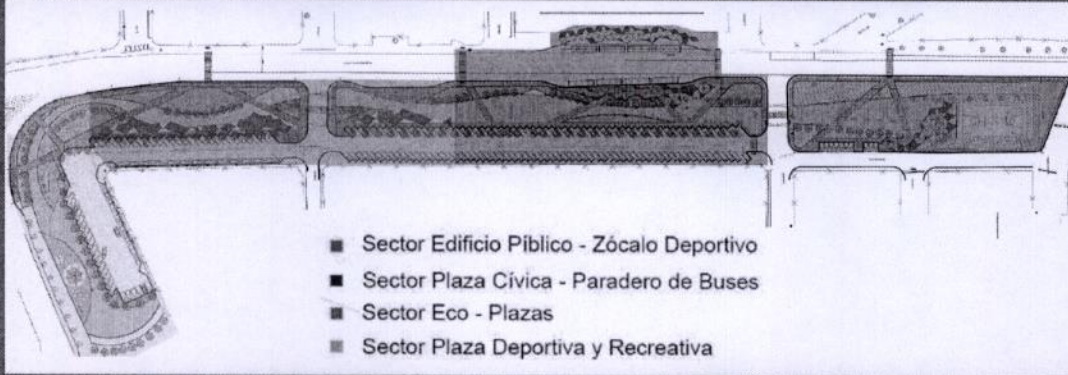 Sector Edificio Píblico - Zócalo Deportivo
Sector Plaza Cívica - Paradero de Buses
Sector Eco - Plazas
Sector Plaza Deportiva y Recreativa